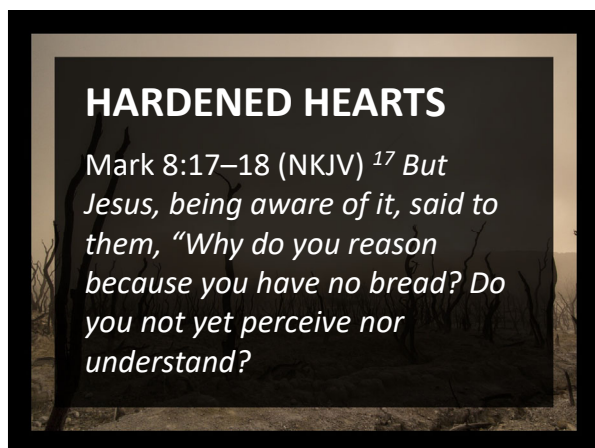 HARDENED HEARTS
Mark 8:17–18 (NKJV) 17 But
Jesus, being aware of it, said to
them, “Why do you reason
because you have no bread? Do
you not yet perceive nor
understand?